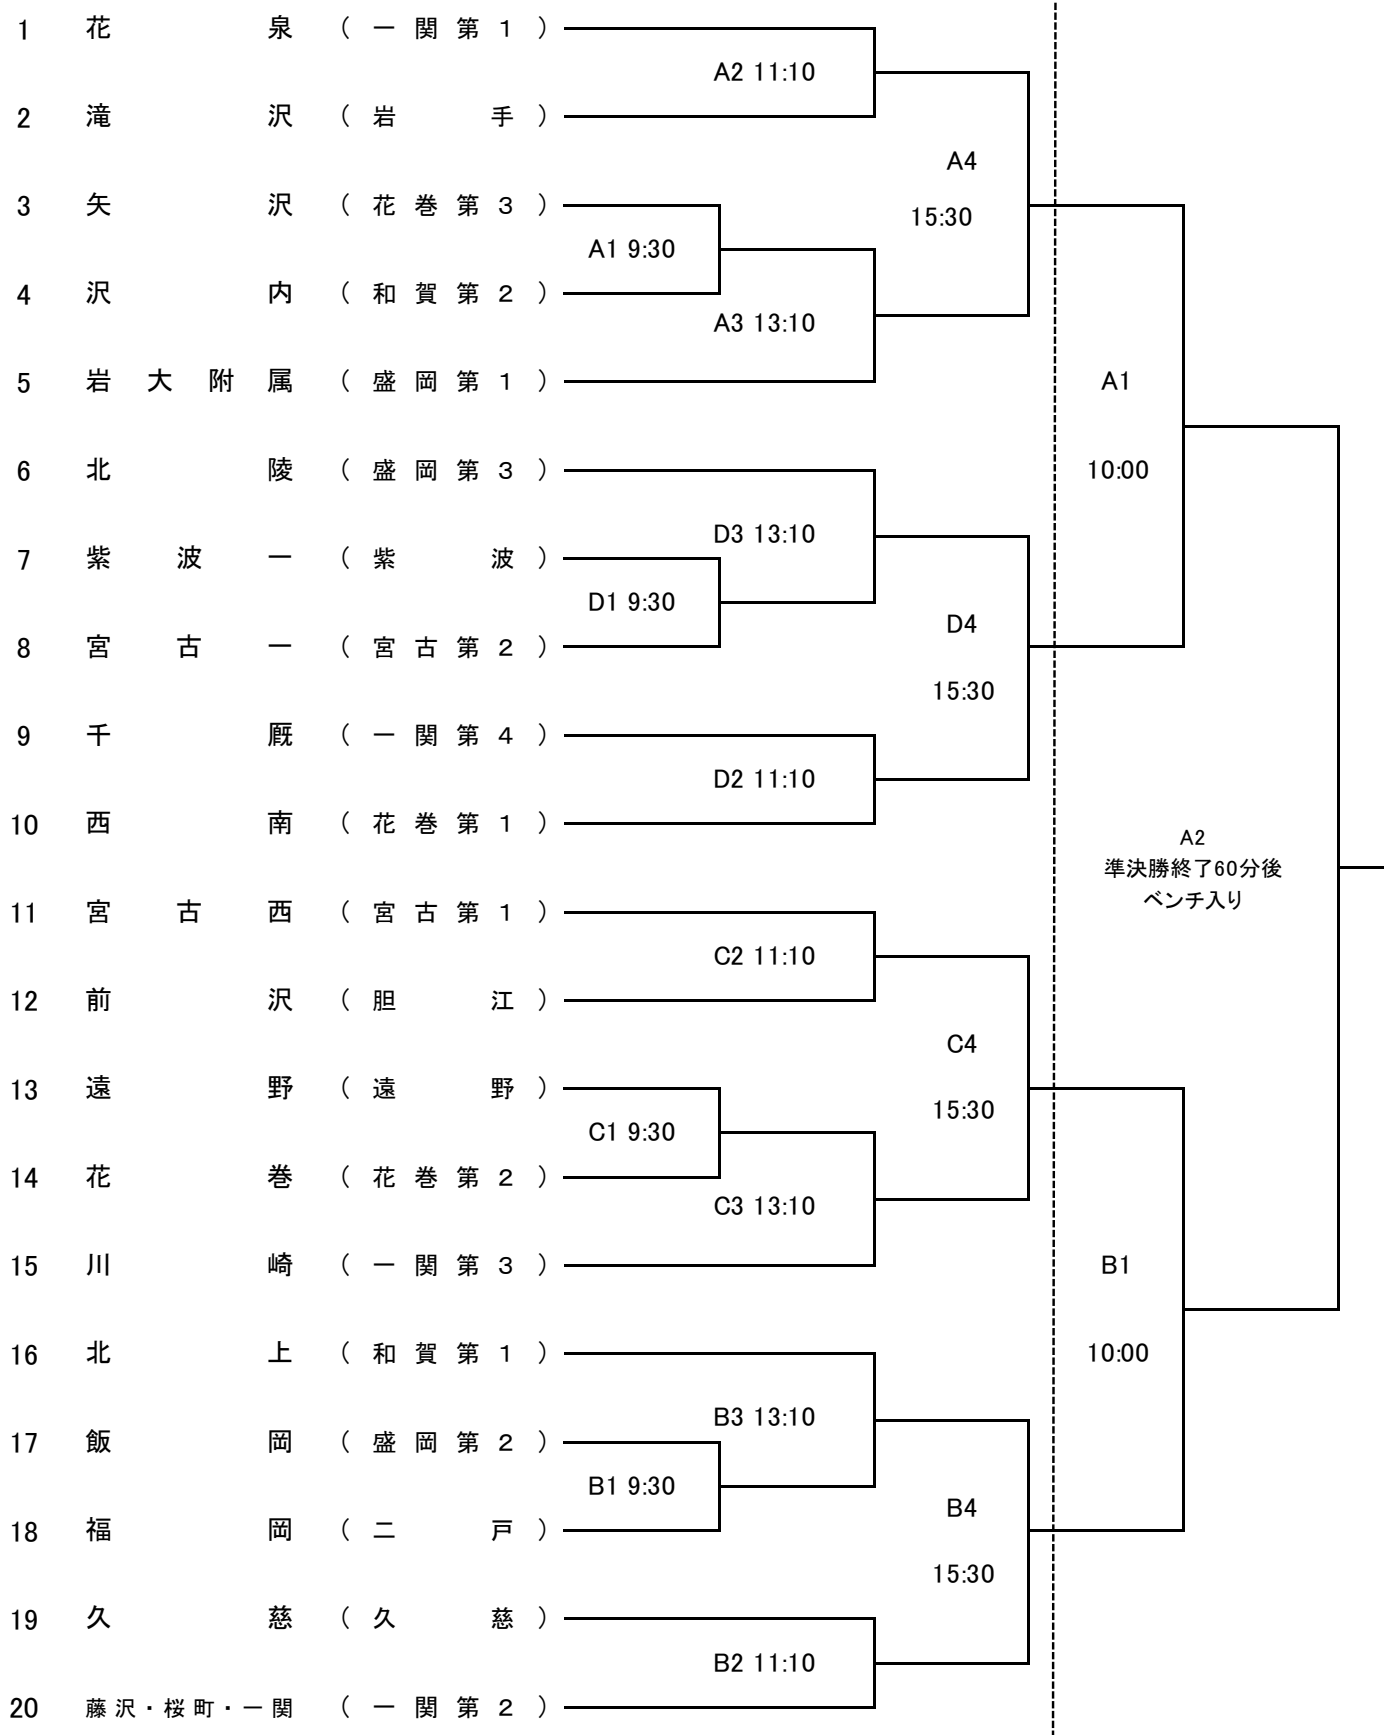 1 花泉 （一関第１）
A2 11:10
2 滝沢 （岩手）
A4
3 矢沢 （花巻第３）
15:30
A1 9:30
4 沢内 （和賀第２）
A3 13:10
5 岩大附属 （盛岡第１）
A1
6 北陵 （盛岡第３）
10:00
D3 13:10
7 紫波一 （紫波）
D1 9:30
D4
8 宮古一 （宮古第２）
15:30
9 千厩 （一関第４）
D2 11:10
10 西南 （花巻第１）
A2
準決勝終了60分後
ベンチ入り
11 宮古西 （宮古第１）
C2 11:10
12 前沢 （胆江）
C4
13 遠野 （遠野）
15:30
C1 9:30
14 花巻 （花巻第２）
C3 13:10
15 川崎 （一関第３）
B1
16 北上 （和賀第１）
10:00
B3 13:10
17 飯岡 （盛岡第２）
B1 9:30
B4
18 福岡 （二戸）
15:30
19 久慈 （久慈）
B2 11:10
20 藤沢・桜町・一関 （一関第２）